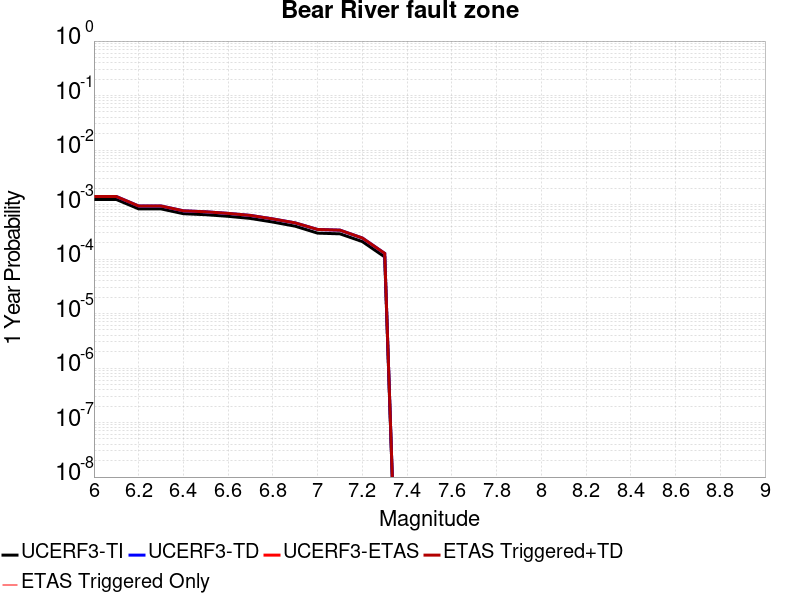 Bear River fault zone
1 Year Probability
10^0
10^-1
10^-2
10^-3
10^-4
10^-5
10^-6
10^-7
10^-8
6 6.2 6.4 6.6 6.8 7 7.2 7.4 7.6 7.8 8 8.2 8.4 8.6 8.8 9
Magnitude
UCERF3-TI UCERF3-TD UCERF3-ETAS ETAS Triggered+TD
ETAS Triggered Only